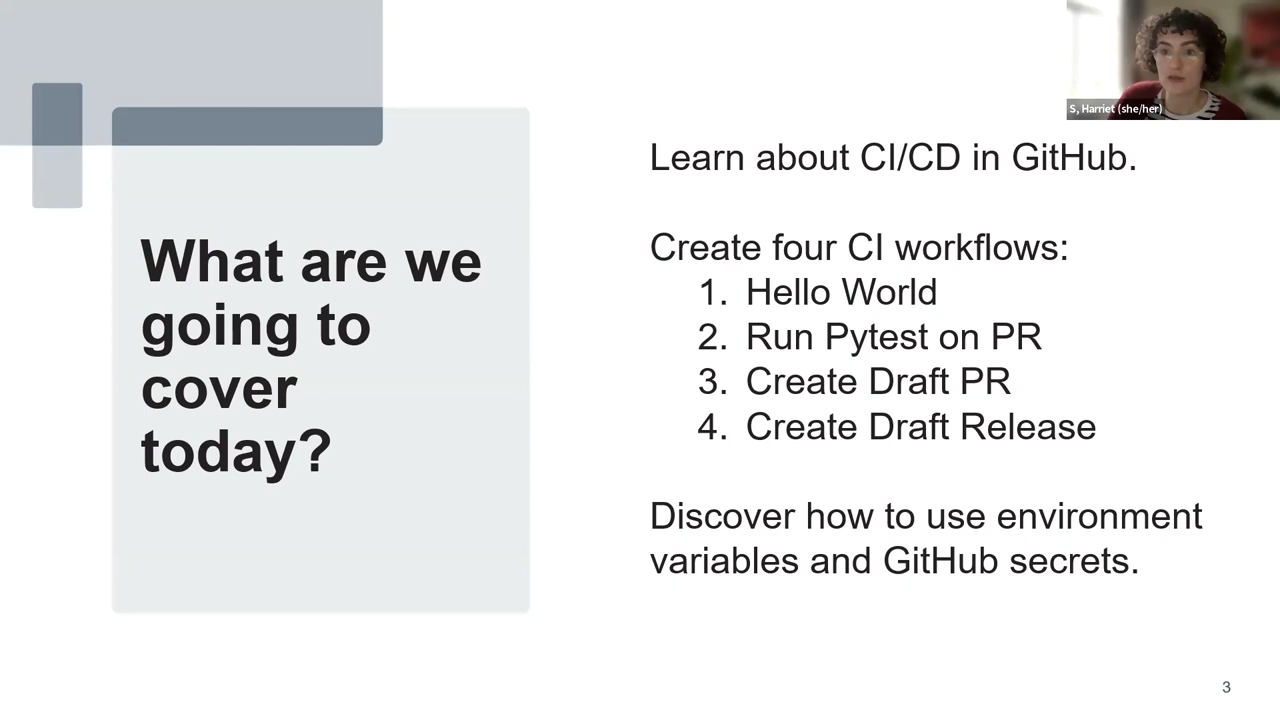 S, Harriet (she/her)
What are we
going to
cover
today?
Learn about CI/CD in GitHub.
Create four CI workflows:
1. Hello World
2. Run Pytest on PR
3. Create Draft PR
4. Create Draft Release
Discover how to use environment
variables and GitHub secrets.
3